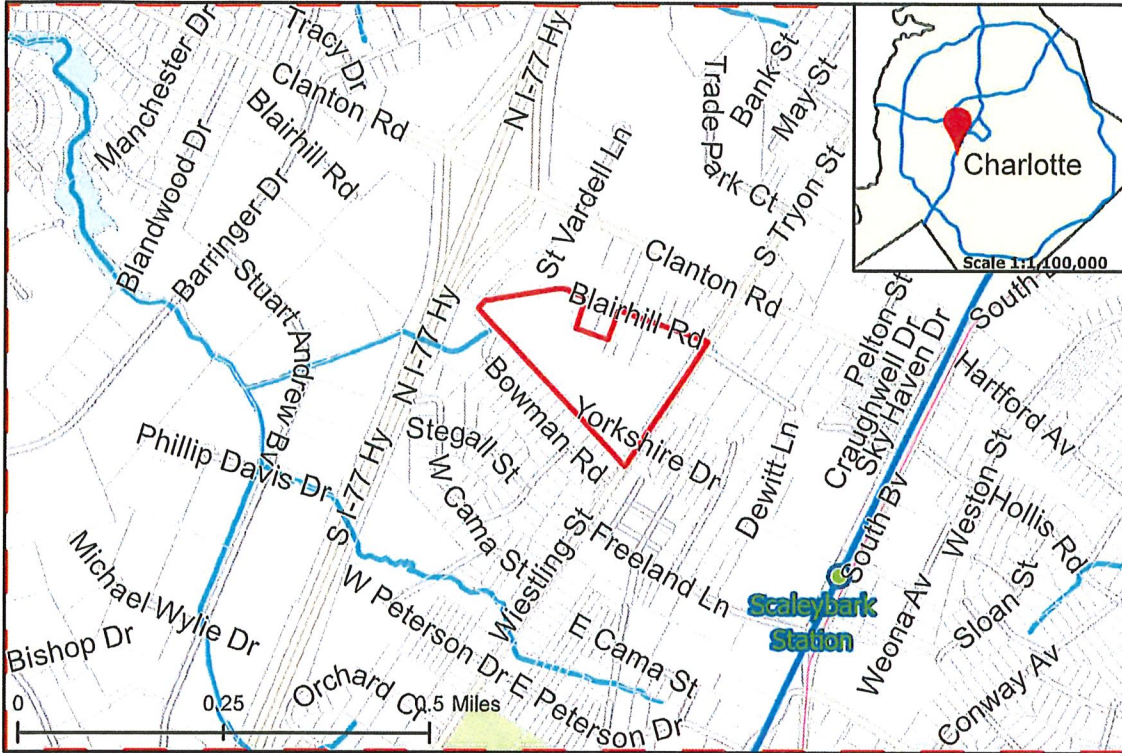 Manchester Dr
Tracy Dr
Clanton Rd
Blairhill Rd
N I-77 Hy
Trade Park Ct
Bank St
May St
S Tryon St
Charlotte
Scale 1:1,100,000
Blandwood Dr
Barringer Dr
Stuart Andrew Bv
St Vardell Ln
Clanton Rd
Blairhill Rd
N I-77 Hy
Pelton St
Craughwell Dr
Sky Haven Dr
South B
Hartford Av
Bowman Rd
Yorkshire Dr
Stegall St
W Cama St
Phillip Davis Dr
S I-77 Hy
Dewitt Ln
South Bv
Weston St
Hollis Rd
Wiestling St
Freeland Ln
Scaleybark
Station
Weona Av
Sloan St
Michael Wylie Dr
W Peterson Dr
E Cama St
E Peterson Dr
Conway Av
Bishop Dr
Orchard Cr
0
0.25
0.5 Miles